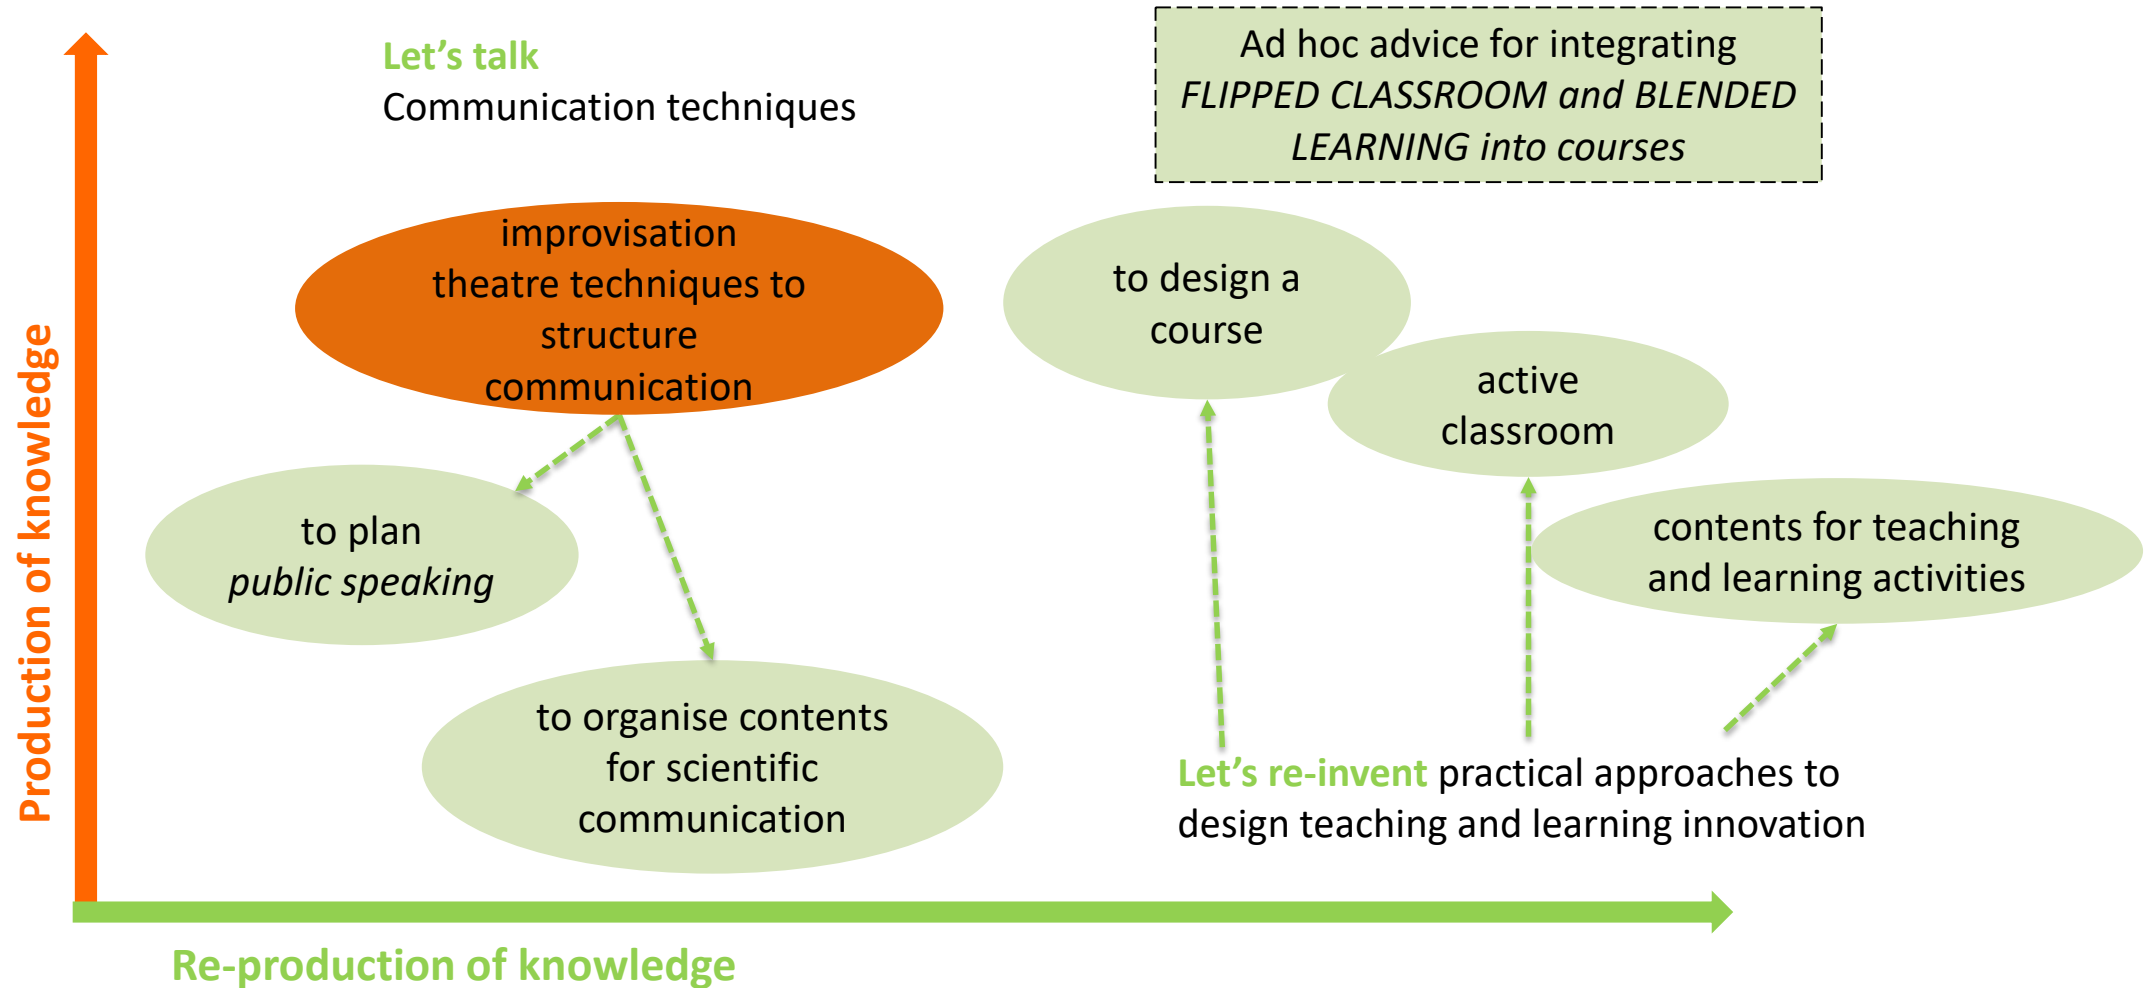 Let's talk
Communication techniques
Ad hoc advice for integrating
FLIPPED CLASSROOM and BLENDED
LEARNING into courses
improvisation
theatre techniques to
structure
communication
to design a
course
active
classroom
to plan
public speaking
contents for teaching
and learning activities
to organise contents
for scientific
communication
Let's re-invent practical approaches to
design teaching and learning innovation
Production of knowledge
Re-production of knowledge